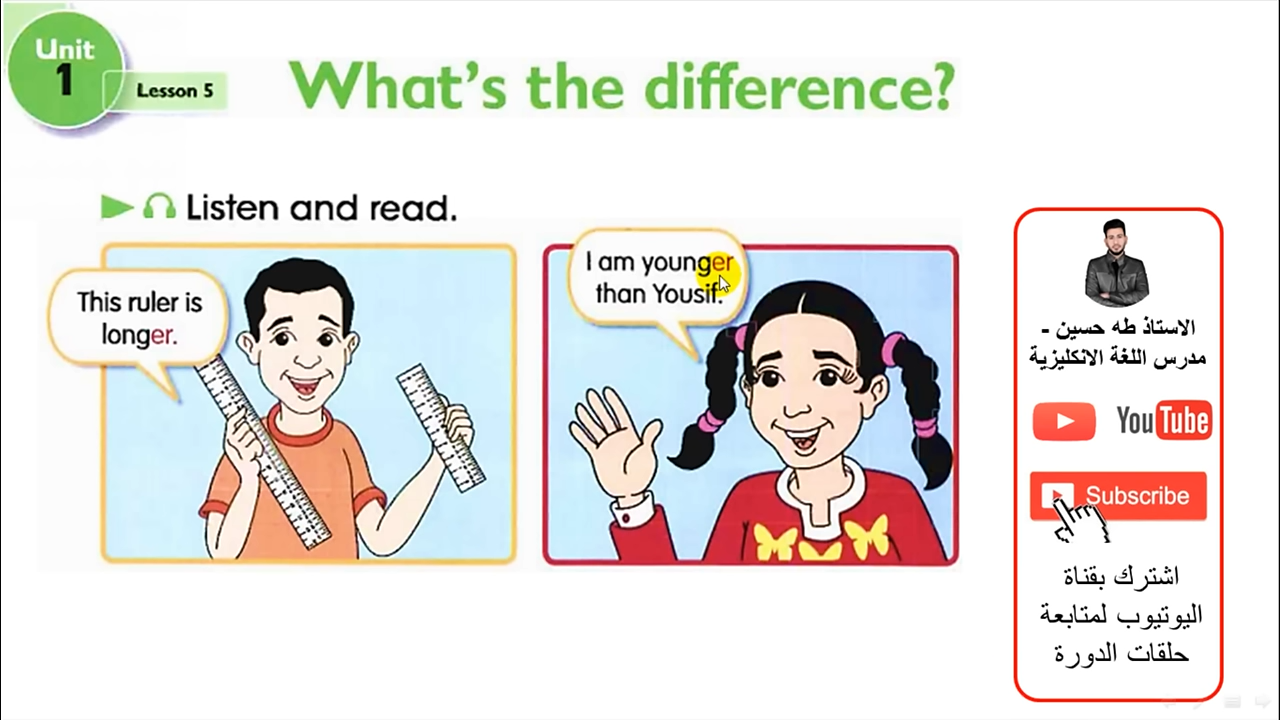 Unit
1
Lesson 5
What's the difference?
Listen and read.
This ruler is
longer.
I am younger
than Yousif.
الاستاذ طه حسين -
مدرس اللغة الانكليزية
YouTube
Subscribe
اشترك بقناة
اليوتيوب لمتابعة
حلقات الدورة